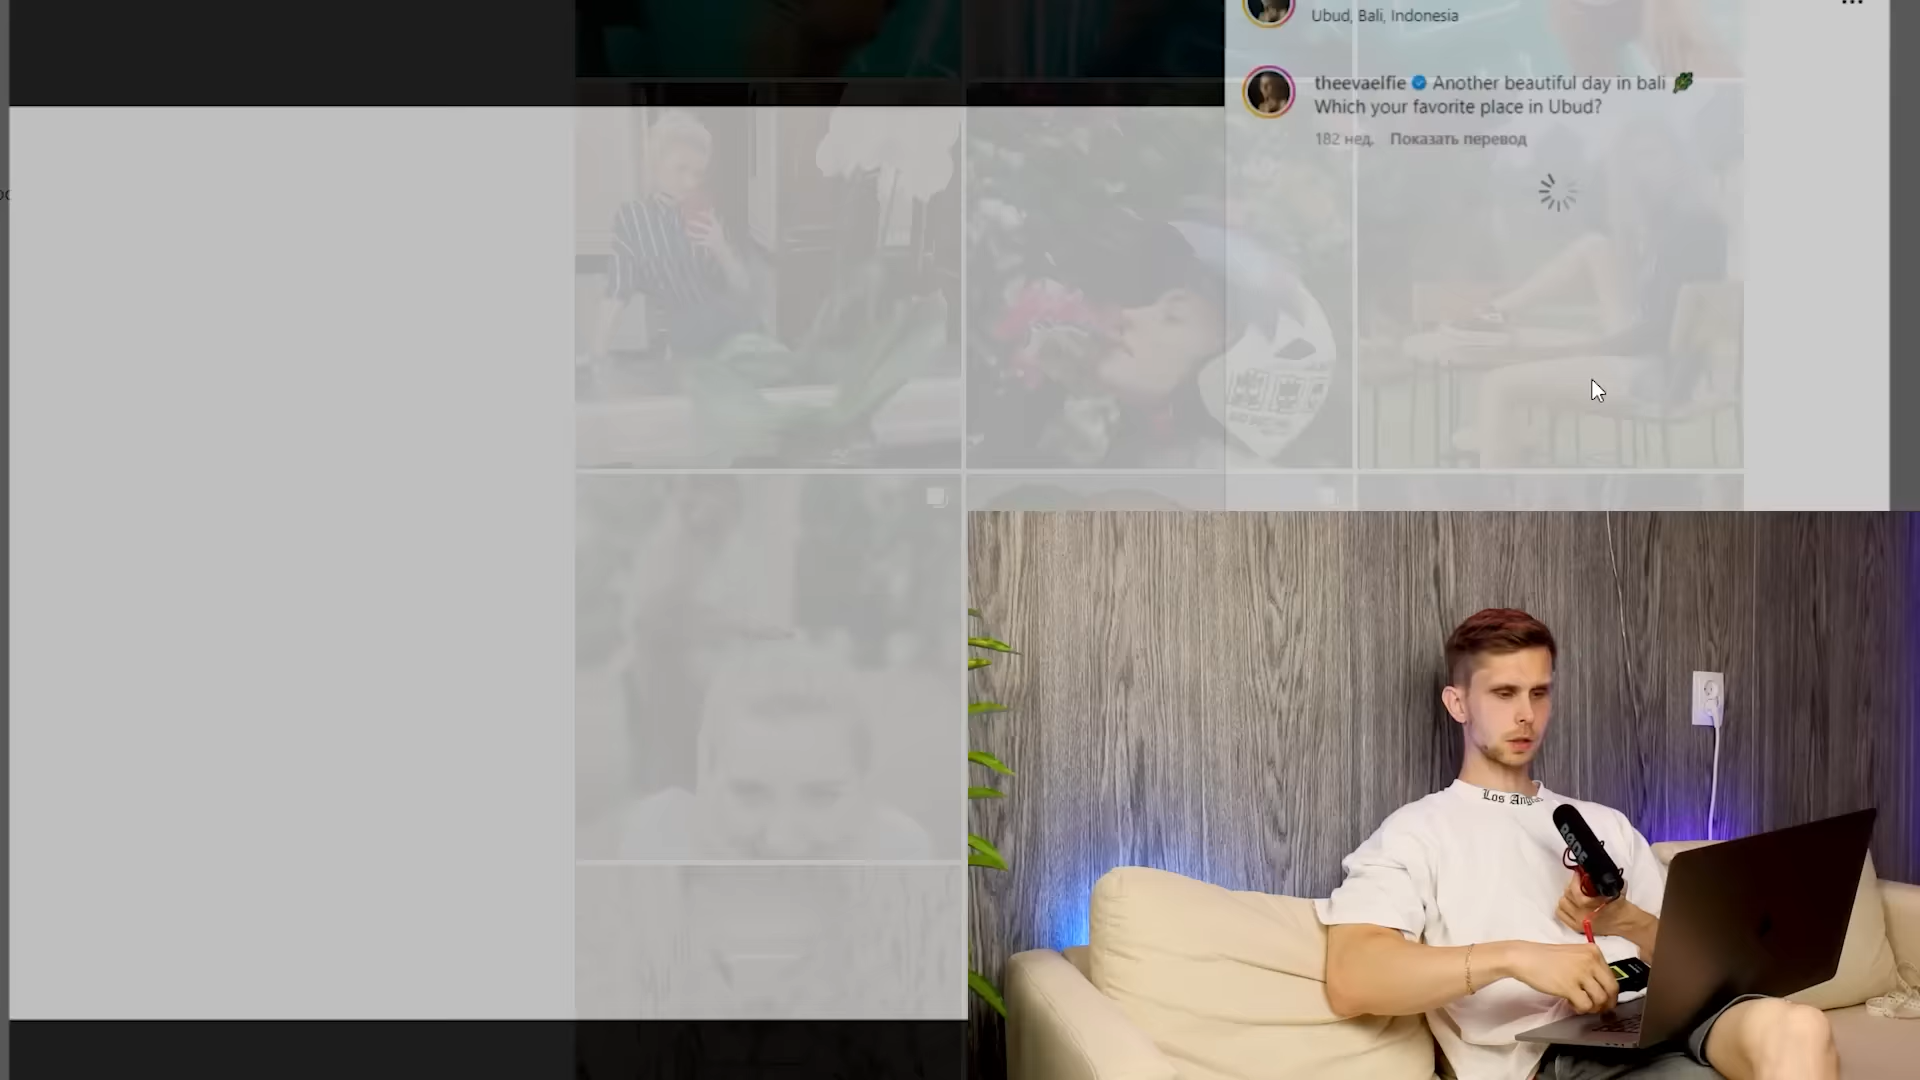 Ubud, Bali, Indonesia
theevaelfie Another beautiful day in bali
Which your favorite place in Ubud?
182 нед. Показать перевод
Los Ang
RØDE